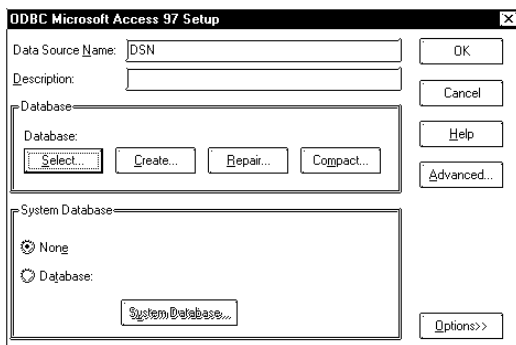 ODBC Microsoft Access 97 Setup
Data Source Name: DSN
OK
Description:
Cancel
Database
Database:
Help
Select... Create... Repair... Compact...
Advanced...
System Database
None
Database:
System Database...
Options>>